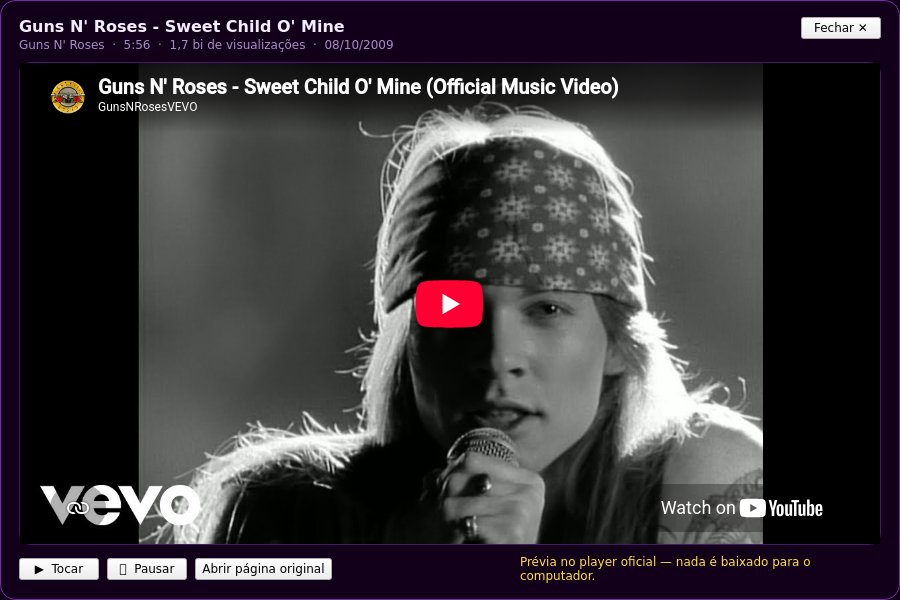 Guns N' Roses - Sweet Child O' Mine
Guns N' Roses · 5:56 · 1,7 bi de visualizações · 08/10/2009
Fechar ✕
Guns N' Roses - Sweet Child O' Mine (Official Music Video)
GunsNRosesVEVO
vevo
Watch on YouTube
▶ Tocar
Pausar
Abrir página original
Prévia no player oficial — nada é baixado para o
computador.